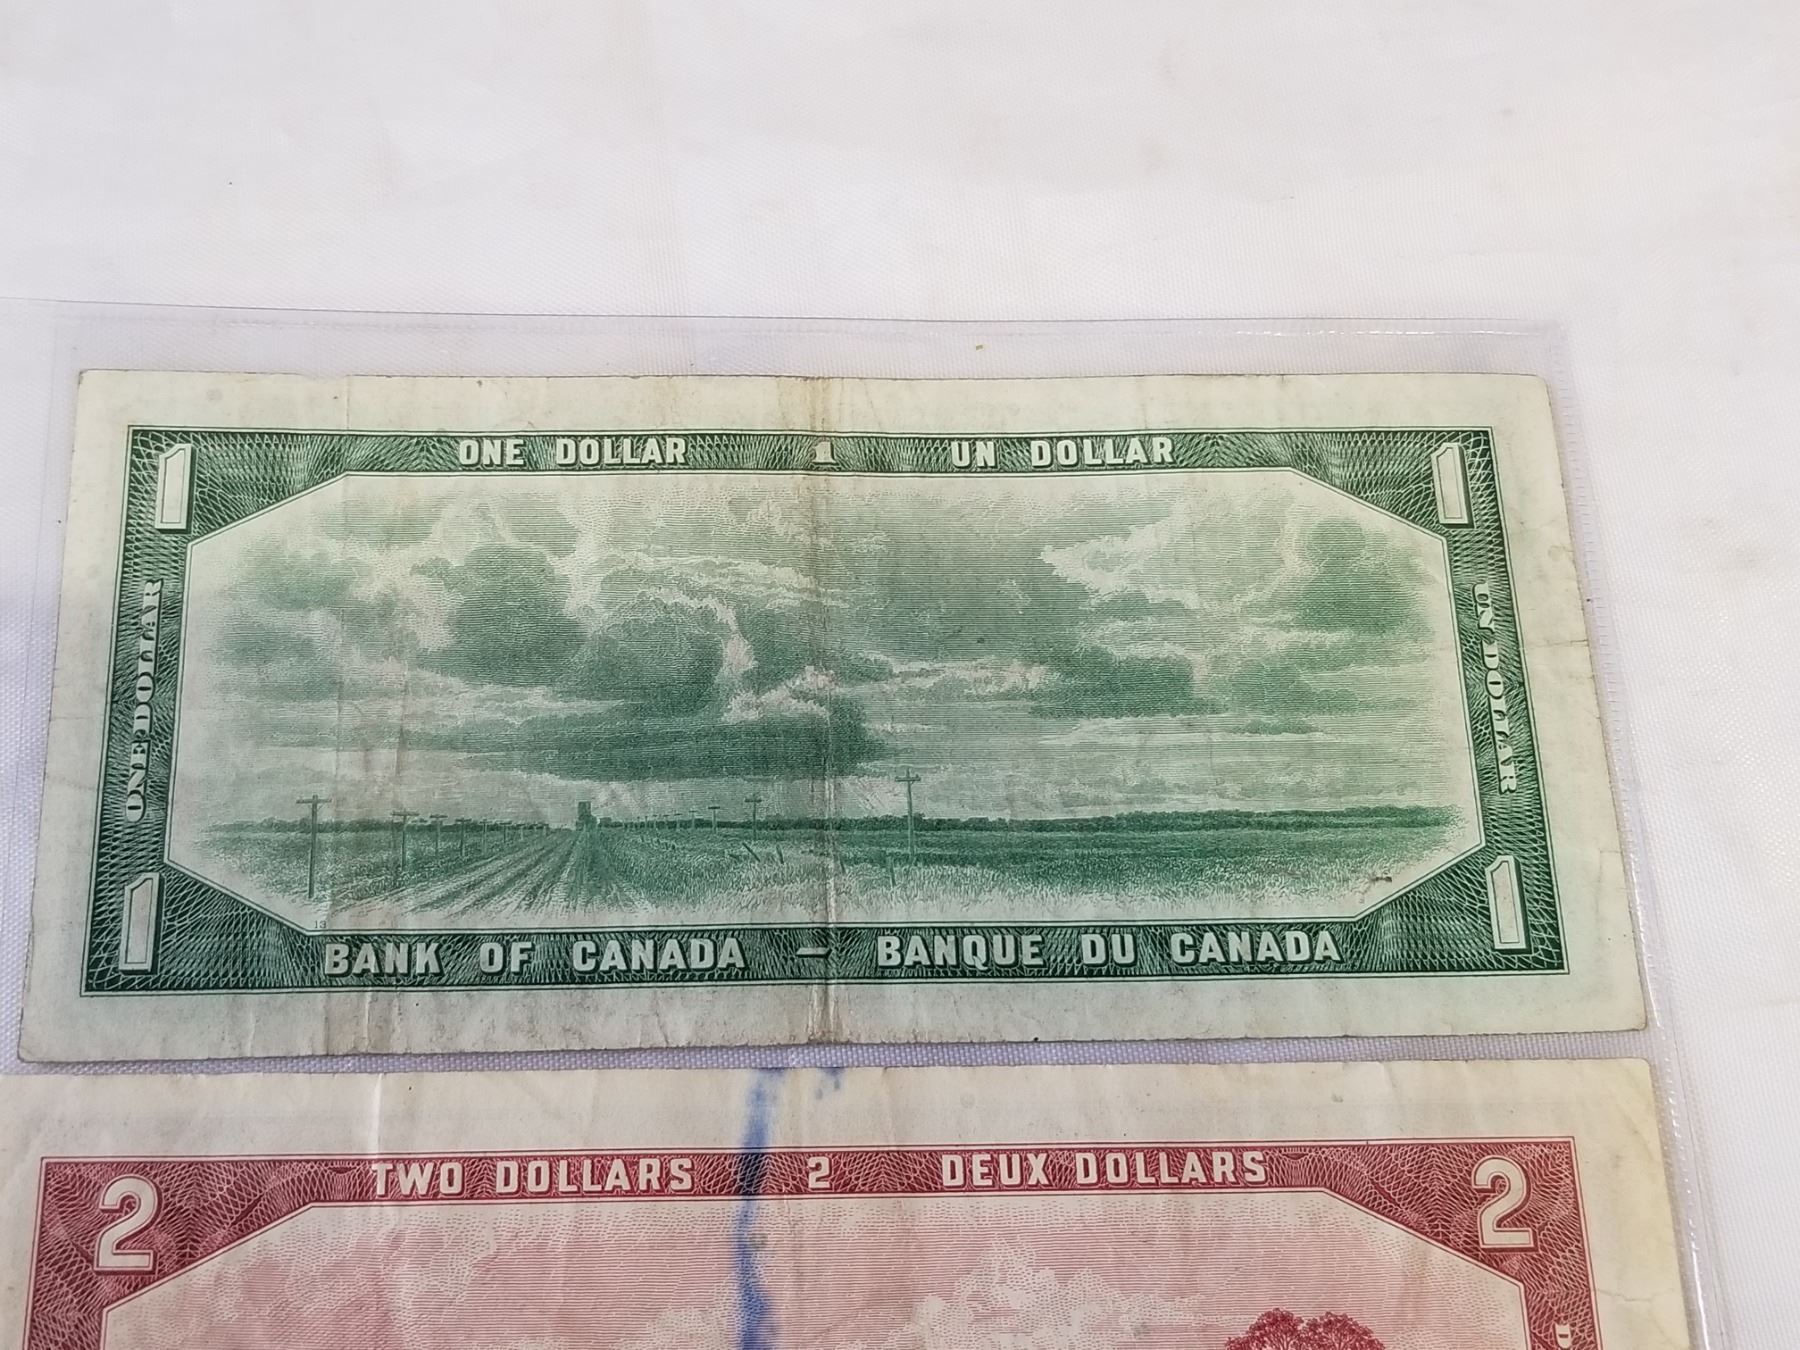 ONE DOLLAR 1 UN DOLLAR
1 1
ONE DOLLAR
UN DOLLAR
1 1
13
BANK OF CANADA — BANQUE DU CANADA
TWO DOLLARS 2 DEUX DOLLARS
2 2
D